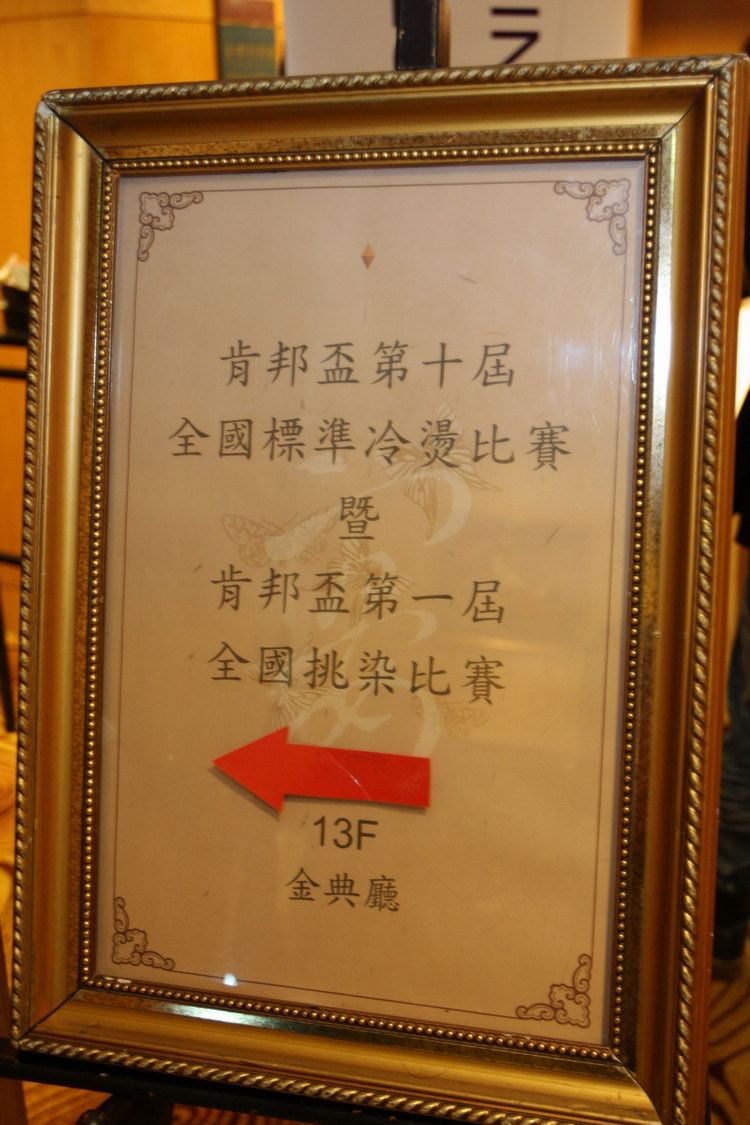 肯邦盃第十屆
全國標準冷燙比賽
暨
肯邦盃第一屆
全國挑染比賽
13F
金典廳